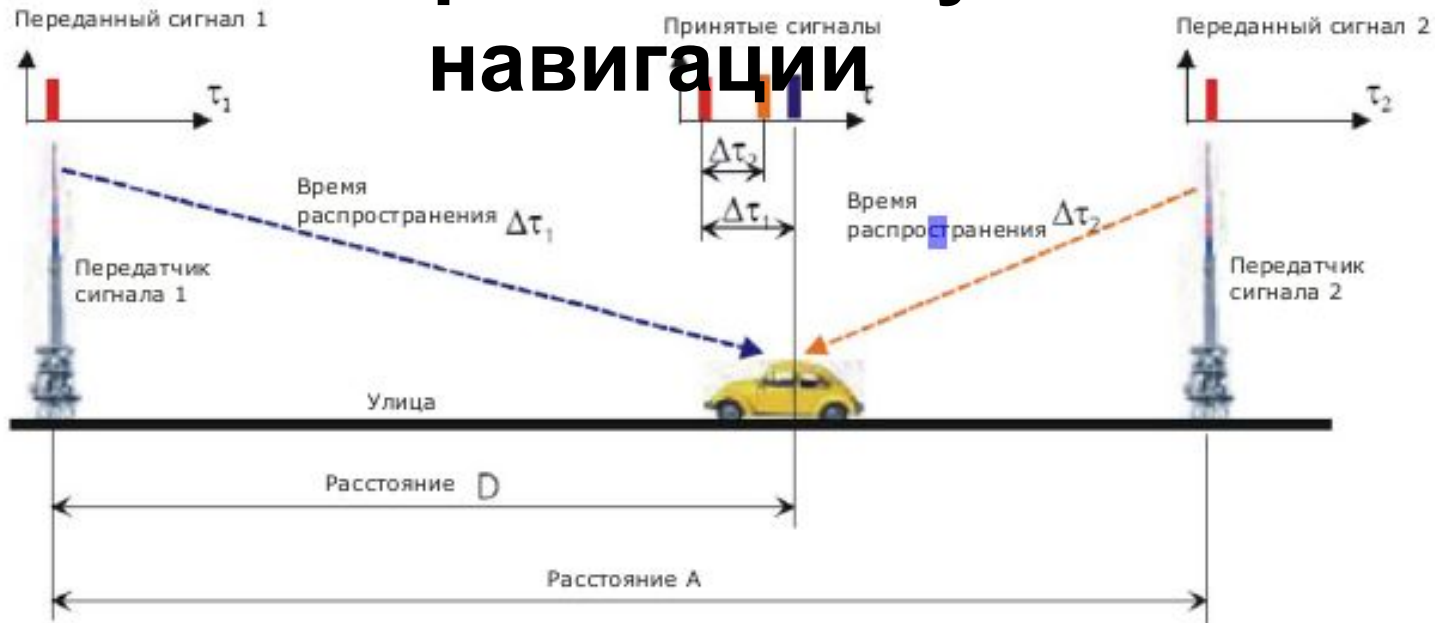 навигации
Переданный сигнал 1
Принятые сигналы
Переданный сигнал 2
τ₁
τ
τ₂
Δτ₂
Δτ₁
Время
распространения Δτ₁
Время
распространения Δτ₂
Передатчик
сигнала 1
Передатчик
сигнала 2
Улица
Расстояние D
Расстояние А